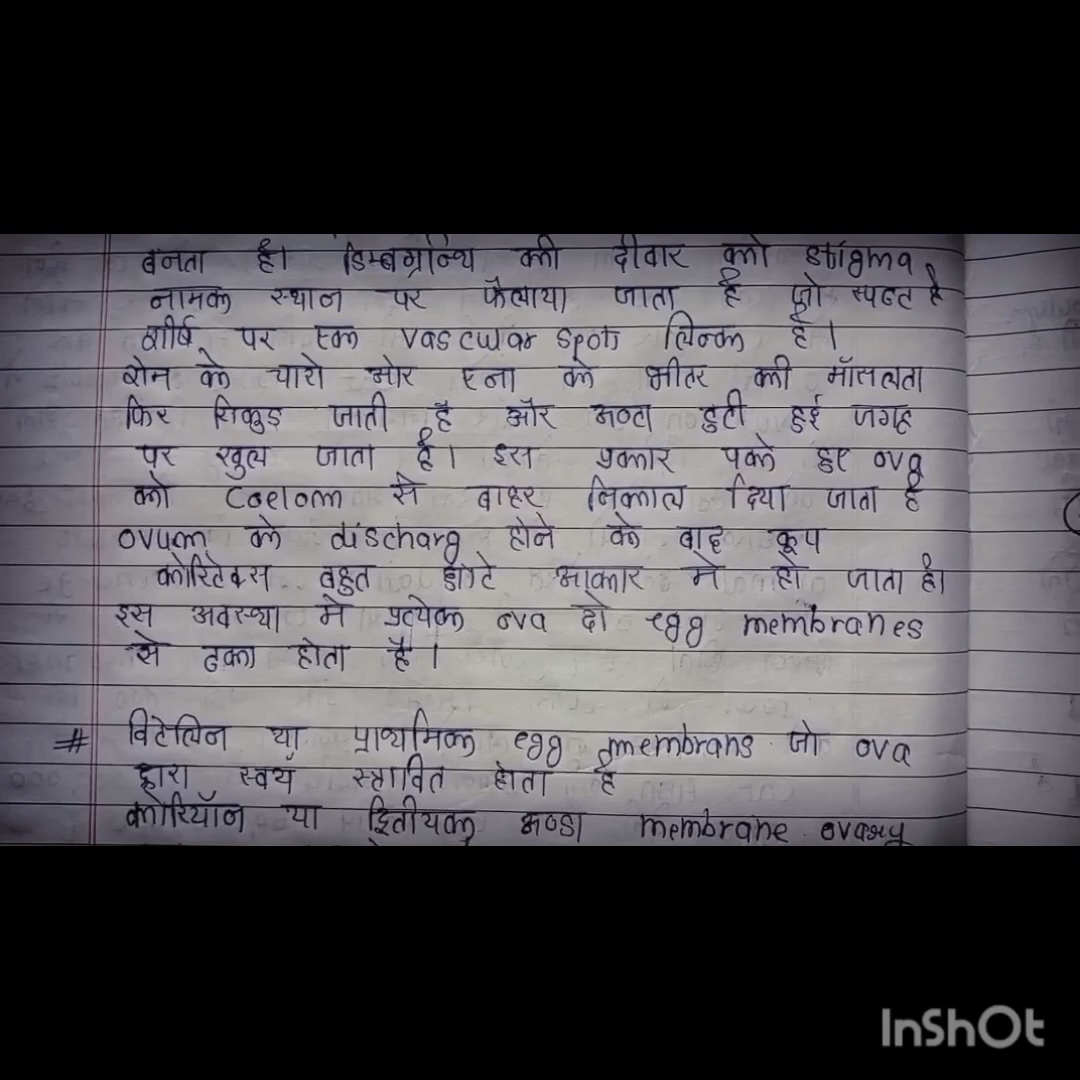 बनता है। डिम्बग्रन्थि की दीवार को stigma
नामक स्थान पर फैलाया जाता है जो स्पष्ट है
शीर्ष पर एक vascular spots लिन्क है।
के चारो ओर एना के भीतर की मॉसलता
फिर सिकुड़ जाती है और अण्डा टुटी हुई जगह
पर खुल जाता है। इस प्रकार पके हुए ova
को Coelom से बाहर निकाल दिया जाता है
ovum के discharg होने के बाद कूप
कोरिटेक्स बहुत छोटे आकार मे हो जाता है।
इस अवस्था मे प्रत्येक ova दो egg membranes
से ढका होता है।
# विटेलिन या प्राथमिक egg membrans जो ova
द्वारा स्वयं स्त्रावित होता है
कोरियॉन या द्वितीयक अण्डा membrane ovary
InShOt